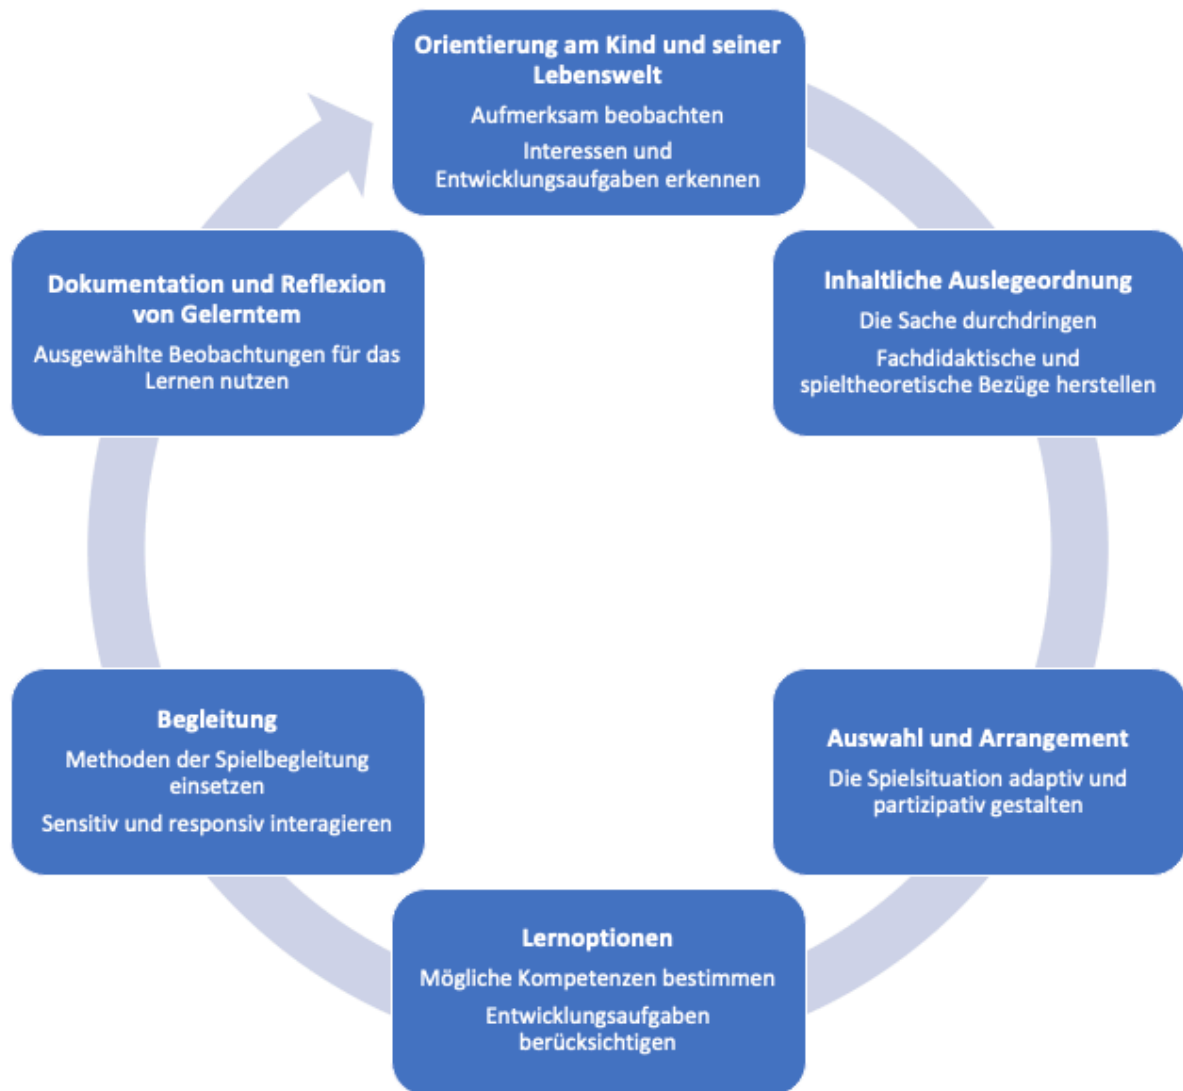 Orientierung am Kind und seiner
Lebenswelt
Aufmerksam beobachten
Interessen und
Entwicklungsaufgaben erkennen
Inhaltliche Auslegeordnung
Die Sache durchdringen
Fachdidaktische und
spieltheoretische Bezüge herstellen
Auswahl und Arrangement
Die Spielsituation adaptiv und
partizipativ gestalten
Lernoptionen
Mögliche Kompetenzen bestimmen
Entwicklungsaufgaben
berücksichtigen
Begleitung
Methoden der Spielbegleitung
einsetzen
Sensitiv und responsiv interagieren
Dokumentation und Reflexion
von Gelerntem
Ausgewählte Beobachtungen für das
Lernen nutzen